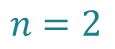 n = 2